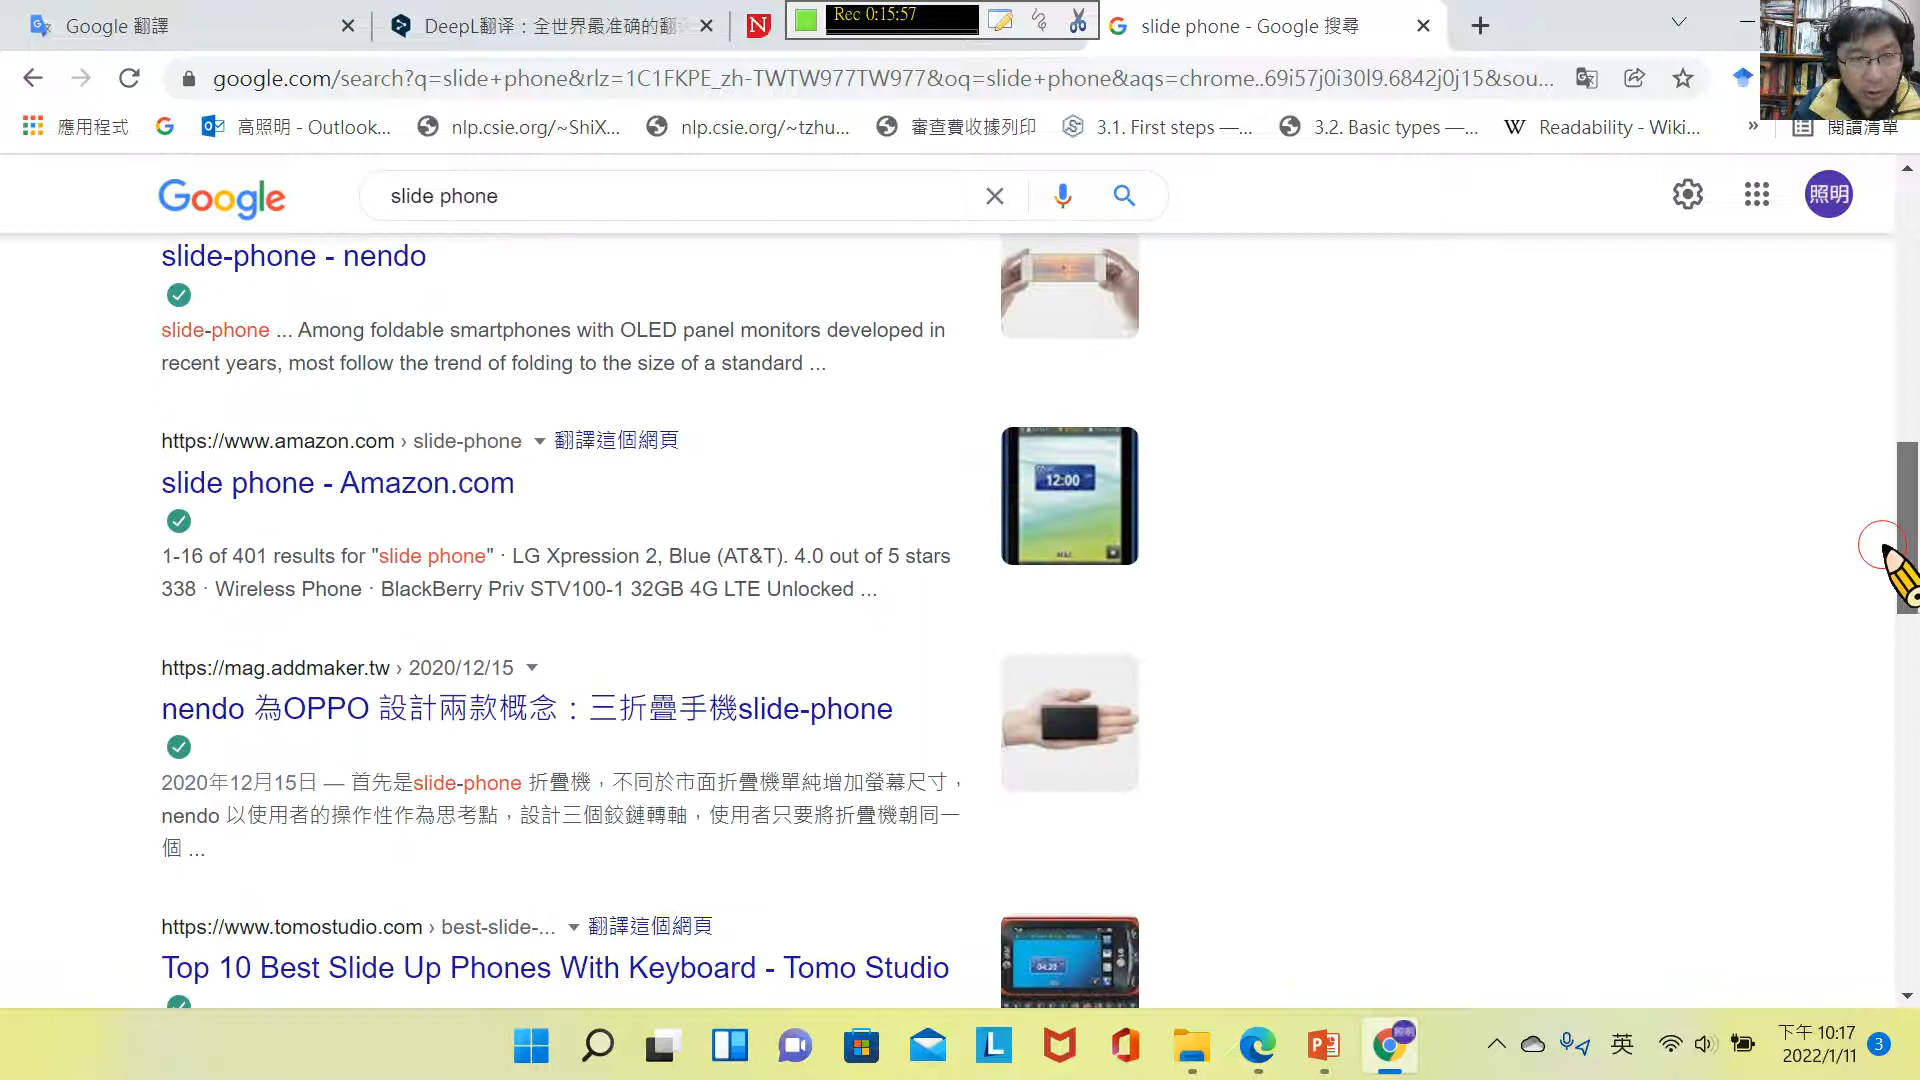 Google 翻譯
DeepL翻译：全世界最准确的翻
Rec 0:15:57
slide phone - Google 搜尋
google.com/search?q=slide+phone&rlz=1C1FKPE_zh-TWTW977TW977&oq=slide+phone&aqs=chrome..69i57j0i30l9.6842j0j15&sou...
應用程式
高照明 - Outlook...
nlp.csie.org/~ShiX...
nlp.csie.org/~tzhu...
審查費收據列印
3.1. First steps —...
3.2. Basic types —...
W Readability - Wiki...
»
閱讀清單
Google
slide phone
照明
slide-phone - nendo
slide-phone ... Among foldable smartphones with OLED panel monitors developed in
recent years, most follow the trend of folding to the size of a standard ...
https://www.amazon.com › slide-phone 翻譯這個網頁
slide phone - Amazon.com
1-16 of 401 results for "slide phone" · LG Xpression 2, Blue (AT&T). 4.0 out of 5 stars
338 · Wireless Phone · BlackBerry Priv STV100-1 32GB 4G LTE Unlocked ...
12:00
https://mag.addmaker.tw › 2020/12/15
nendo 為OPPO 設計兩款概念：三折疊手機slide-phone
2020年12月15日 — 首先是slide-phone 折疊機，不同於市面折疊機單純增加螢幕尺寸，
nendo 以使用者的操作性作為思考點，設計三個鉸鏈轉軸，使用者只要將折疊機朝同一
個 ...
https://www.tomostudio.com › best-slide-... 翻譯這個網頁
Top 10 Best Slide Up Phones With Keyboard - Tomo Studio
英
下午 10:17
2022/1/11
3